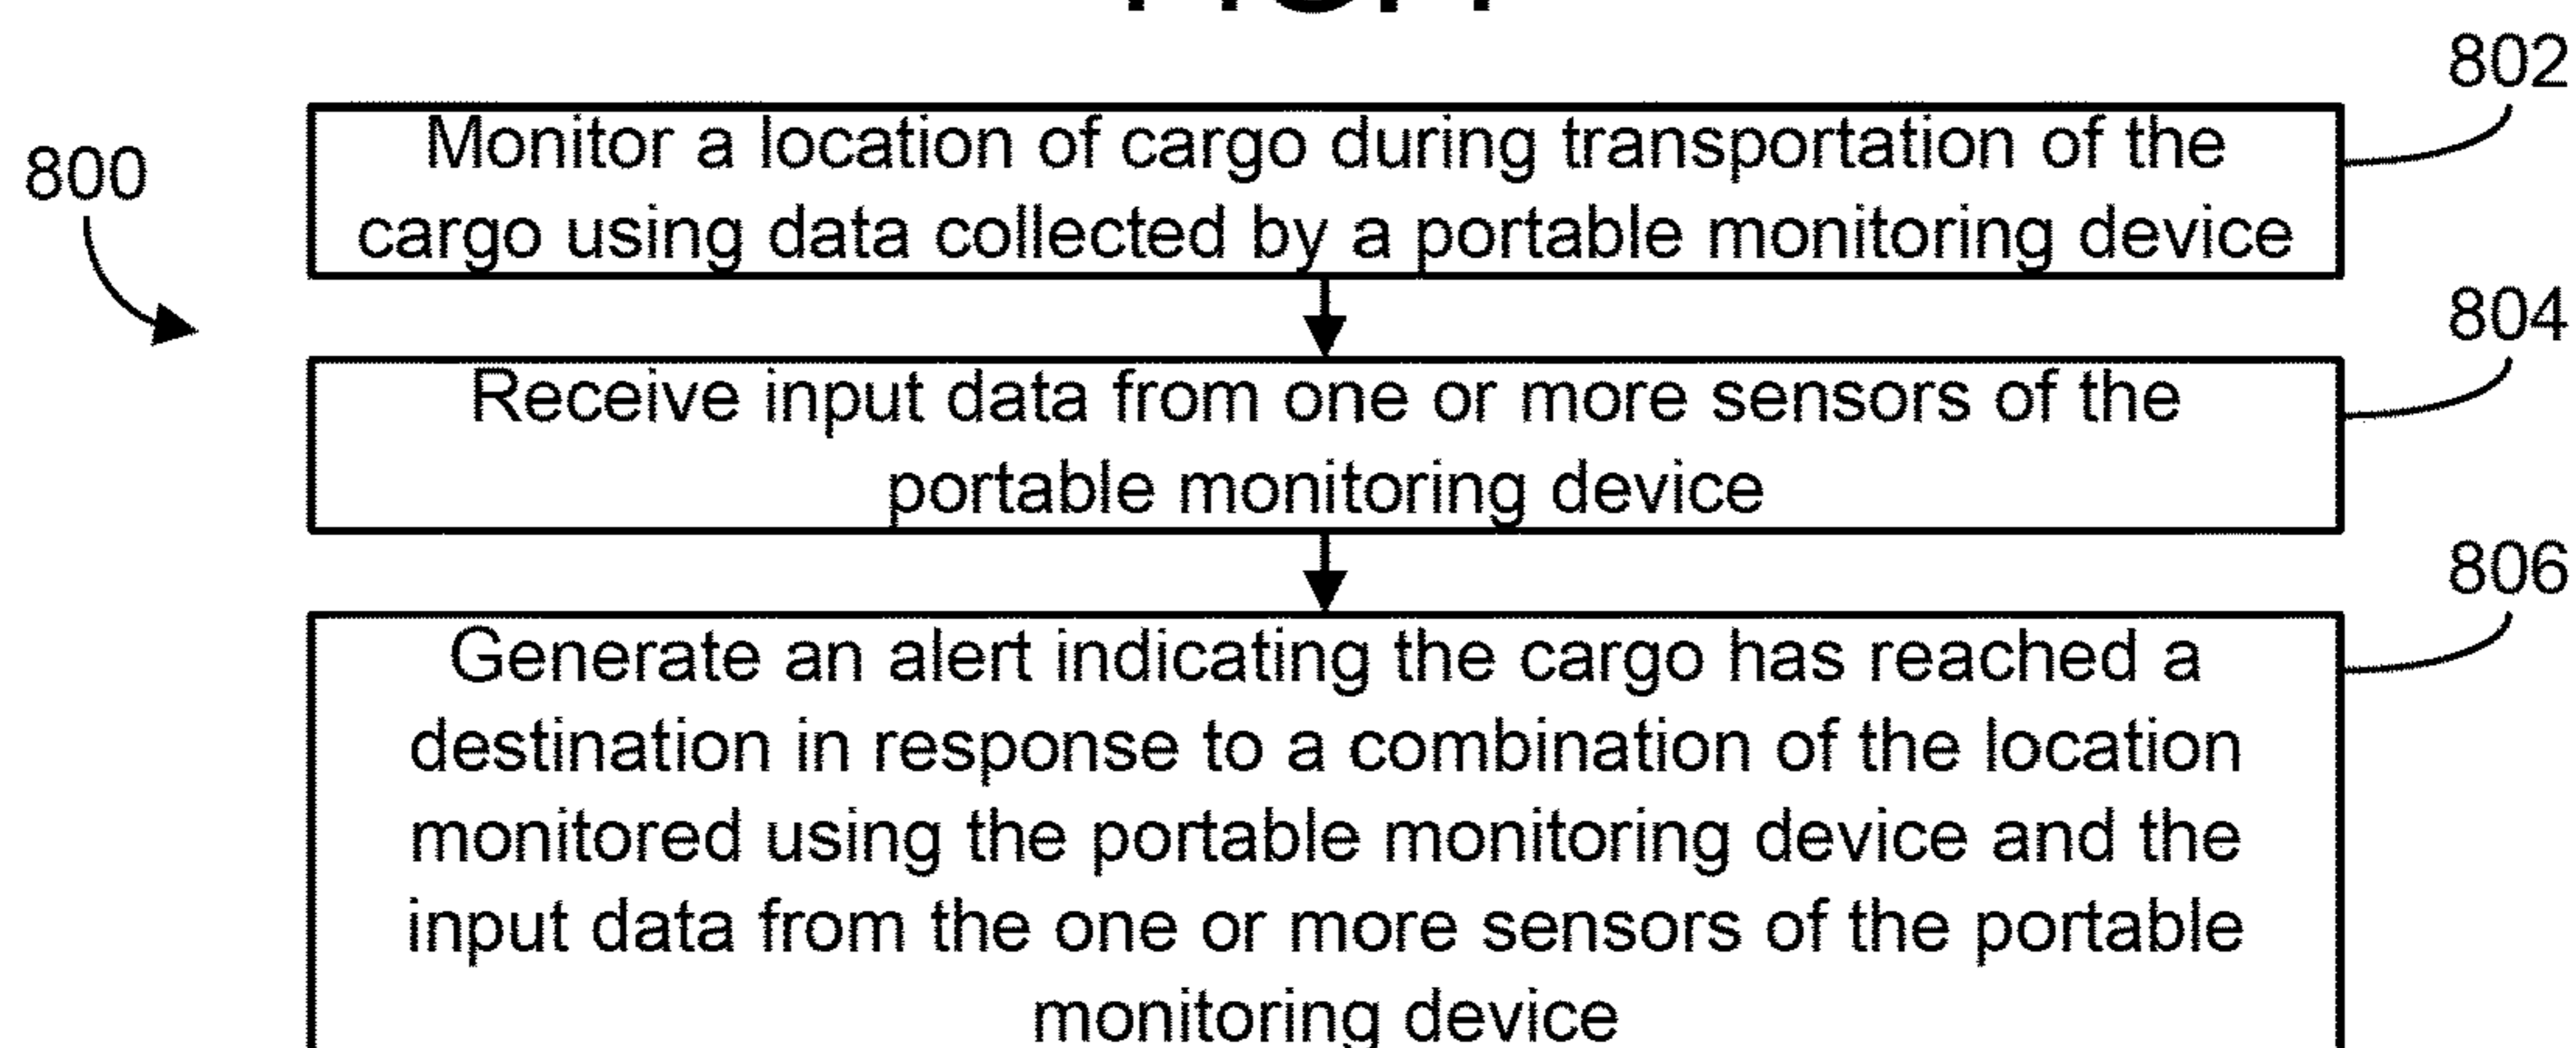 802
Monitor a location of cargo during transportation of the
cargo using data collected by a portable monitoring device
800
804
Receive input data from one or more sensors of the
portable monitoring device
806
Generate an alert indicating the cargo has reached a
destination in response to a combination of the location
monitored using the portable monitoring device and the
input data from the one or more sensors of the portable
monitoring device